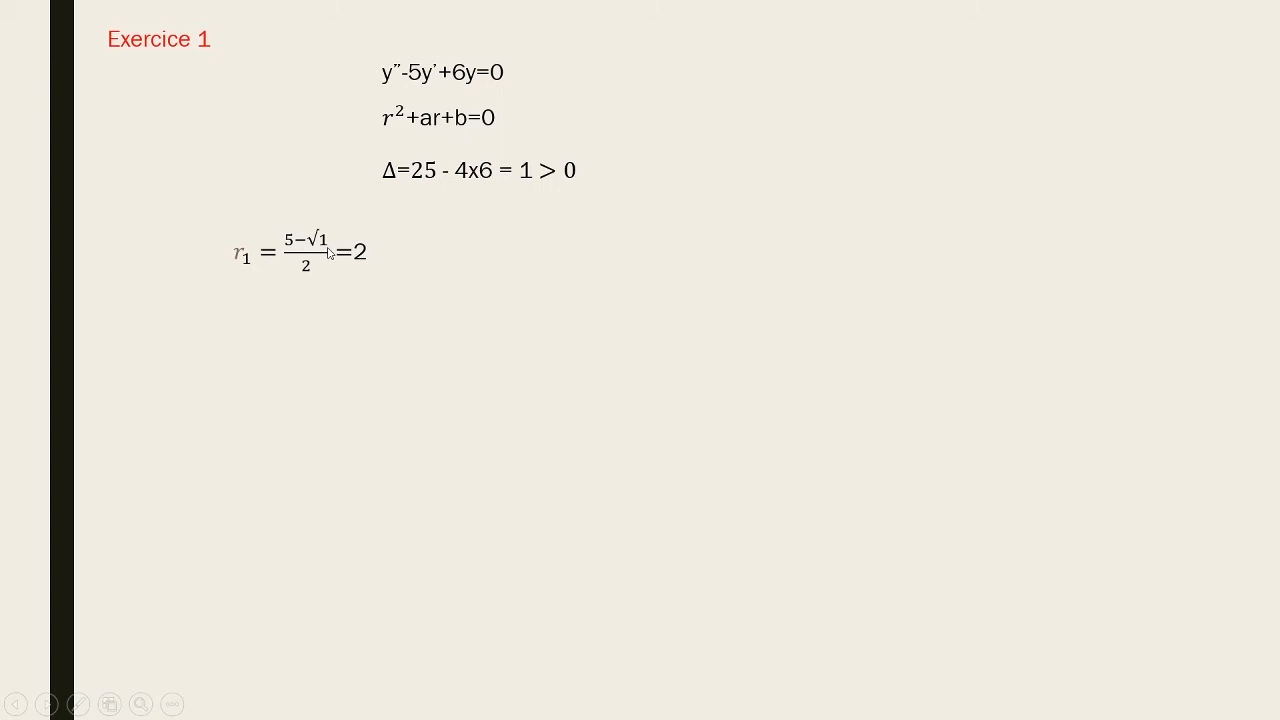 Exercice 1
y”-5y’+6y=0
𝑟²+ar+b=0
Δ=25 - 4x6 = 1 > 0
𝑟₁ = (5−√1)/2 =2